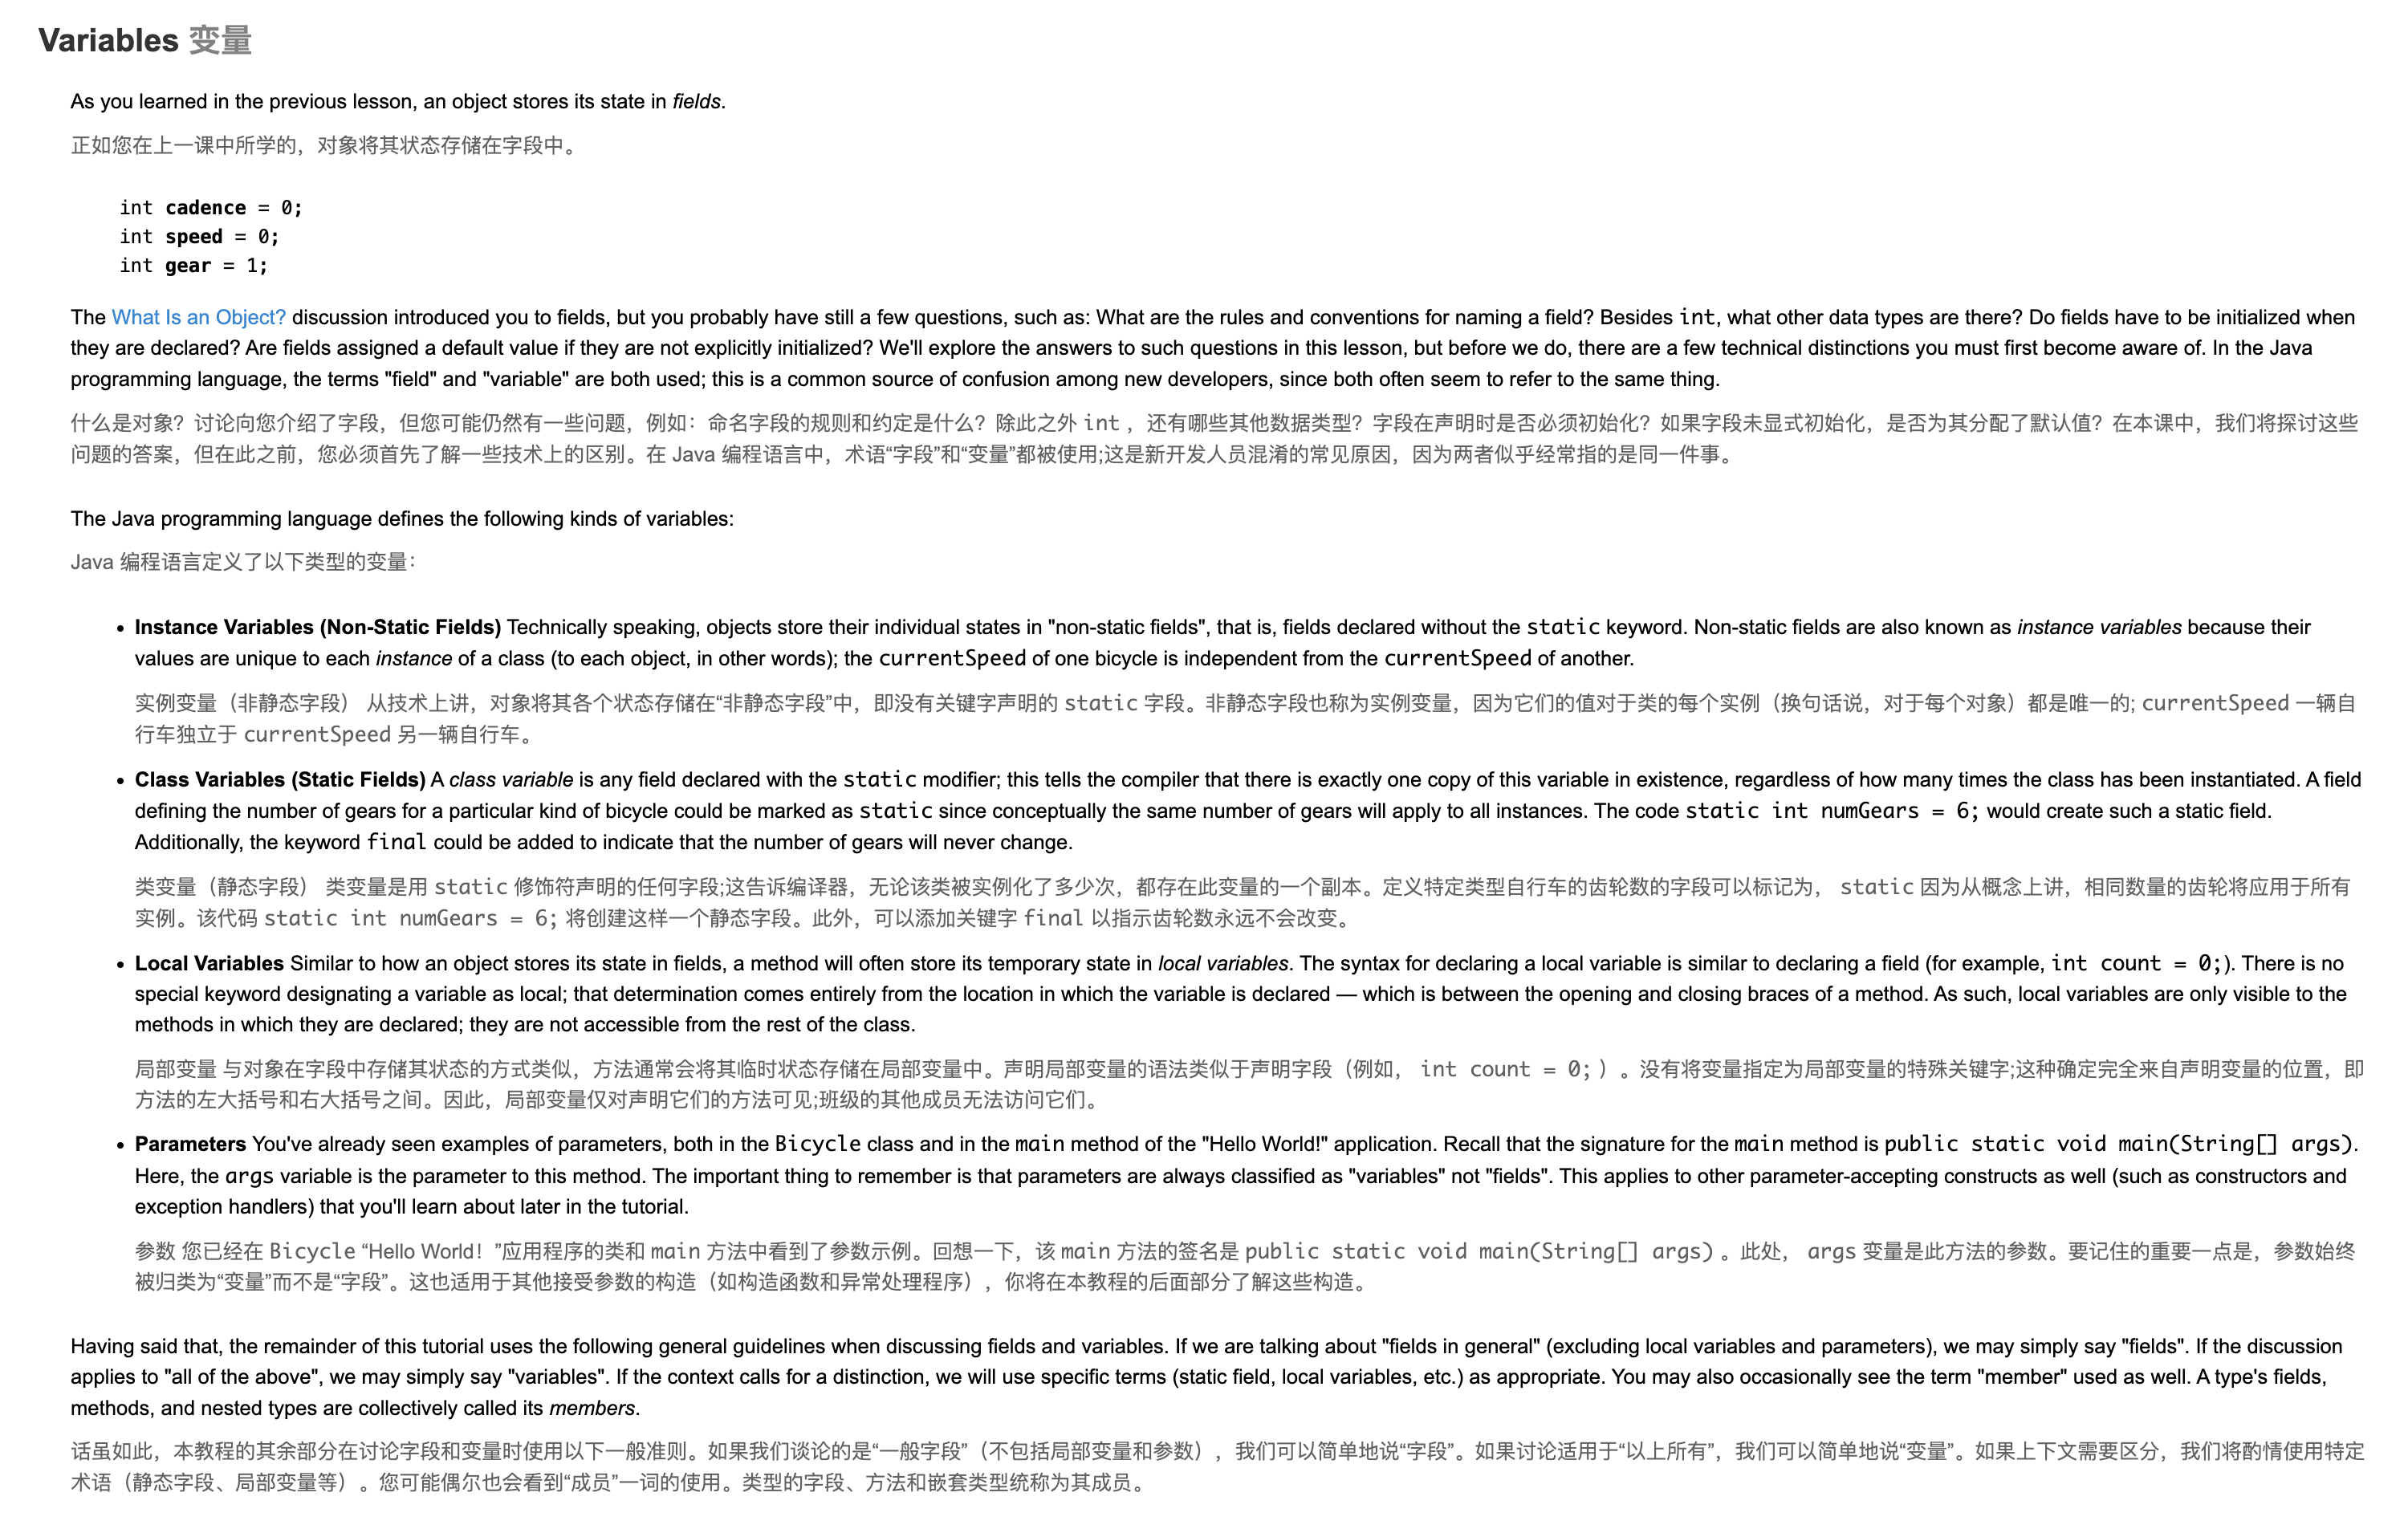 Variables 变量
As you learned in the previous lesson, an object stores its state in fields.
正如您在上一课中所学的，对象将其状态存储在字段中。
int cadence = 0;
int speed = 0;
int gear = 1;
The What Is an Object? discussion introduced you to fields, but you probably have still a few questions, such as: What are the rules and conventions for naming a field? Besides int, what other data types are there? Do fields have to be initialized when
they are declared? Are fields assigned a default value if they are not explicitly initialized? We'll explore the answers to such questions in this lesson, but before we do, there are a few technical distinctions you must first become aware of. In the Java
programming language, the terms "field" and "variable" are both used; this is a common source of confusion among new developers, since both often seem to refer to the same thing.
什么是对象？讨论向您介绍了字段，但您可能仍然有一些问题，例如：命名字段的规则和约定是什么？除此之外 int ，还有哪些其他数据类型？字段在声明时是否必须初始化？如果字段未显式初始化，是否为其分配了默认值？在本课中，我们将探讨这些
问题的答案，但在此之前，您必须首先了解一些技术上的区别。在 Java 编程语言中，术语“字段”和“变量”都被使用;这是新开发人员混淆的常见原因，因为两者似乎经常指的是同一件事。
The Java programming language defines the following kinds of variables:
Java 编程语言定义了以下类型的变量：
• Instance Variables (Non-Static Fields) Technically speaking, objects store their individual states in "non-static fields", that is, fields declared without the static keyword. Non-static fields are also known as instance variables because their
values are unique to each instance of a class (to each object, in other words); the currentSpeed of one bicycle is independent from the currentSpeed of another.
实例变量（非静态字段） 从技术上讲，对象将其各个状态存储在“非静态字段”中，即没有关键字声明的 static 字段。非静态字段也称为实例变量，因为它们的值对于类的每个实例（换句话说，对于每个对象）都是唯一的; currentSpeed 一辆自
行车独立于 currentSpeed 另一辆自行车。
• Class Variables (Static Fields) A class variable is any field declared with the static modifier; this tells the compiler that there is exactly one copy of this variable in existence, regardless of how many times the class has been instantiated. A field
defining the number of gears for a particular kind of bicycle could be marked as static since conceptually the same number of gears will apply to all instances. The code static int numGears = 6; would create such a static field.
Additionally, the keyword final could be added to indicate that the number of gears will never change.
类变量（静态字段） 类变量是用 static 修饰符声明的任何字段;这告诉编译器，无论该类被实例化了多少次，都存在此变量的一个副本。定义特定类型自行车的齿轮数的字段可以标记为， static 因为从概念上讲，相同数量的齿轮将应用于所有
实例。该代码 static int numGears = 6; 将创建这样一个静态字段。此外，可以添加关键字 final 以指示齿轮数永远不会改变。
• Local Variables Similar to how an object stores its state in fields, a method will often store its temporary state in local variables. The syntax for declaring a local variable is similar to declaring a field (for example, int count = 0;). There is no
special keyword designating a variable as local; that determination comes entirely from the location in which the variable is declared — which is between the opening and closing braces of a method. As such, local variables are only visible to the
methods in which they are declared; they are not accessible from the rest of the class.
局部变量 与对象在字段中存储其状态的方式类似，方法通常会将其临时状态存储在局部变量中。声明局部变量的语法类似于声明字段（例如， int count = 0; ）。没有将变量指定为局部变量的特殊关键字;这种确定完全来自声明变量的位置，即
方法的左大括号和右大括号之间。因此，局部变量仅对声明它们的方法可见;班级的其他成员无法访问它们。
• Parameters You've already seen examples of parameters, both in the Bicycle class and in the main method of the "Hello World!" application. Recall that the signature for the main method is public static void main(String[] args).
Here, the args variable is the parameter to this method. The important thing to remember is that parameters are always classified as "variables" not "fields". This applies to other parameter-accepting constructs as well (such as constructors and
exception handlers) that you'll learn about later in the tutorial.
参数 您已经在 Bicycle “Hello World！”应用程序的类和 main 方法中看到了参数示例。回想一下，该 main 方法的签名是 public static void main(String[] args) 。此处， args 变量是此方法的参数。要记住的重要一点是，参数始终
被归类为“变量”而不是“字段”。这也适用于其他接受参数的构造（如构造函数和异常处理程序），你将在本教程的后面部分了解这些构造。
Having said that, the remainder of this tutorial uses the following general guidelines when discussing fields and variables. If we are talking about "fields in general" (excluding local variables and parameters), we may simply say "fields". If the discussion
applies to "all of the above", we may simply say "variables". If the context calls for a distinction, we will use specific terms (static field, local variables, etc.) as appropriate. You may also occasionally see the term "member" used as well. A type's fields,
methods, and nested types are collectively called its members.
话虽如此，本教程的其余部分在讨论字段和变量时使用以下一般准则。如果我们谈论的是“一般字段”（不包括局部变量和参数），我们可以简单地说“字段”。如果讨论适用于“以上所有”，我们可以简单地说“变量”。如果上下文需要区分，我们将酌情使用特定
术语（静态字段、局部变量等）。您可能偶尔也会看到“成员”一词的使用。类型的字段、方法和嵌套类型统称为其成员。